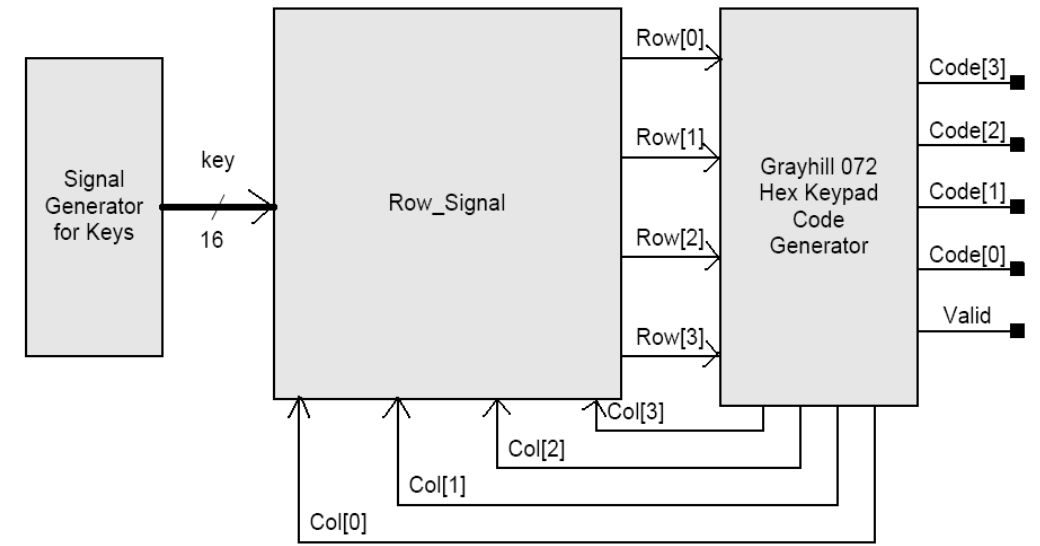 Signal
Generator
for Keys
key
16
Row_Signal
Row[0]
Row[1]
Row[2]
Row[3]
Grayhill 072
Hex Keypad
Code
Generator
Code[3]
Code[2]
Code[1]
Code[0]
Valid
Col[3]
Col[2]
Col[1]
Col[0]